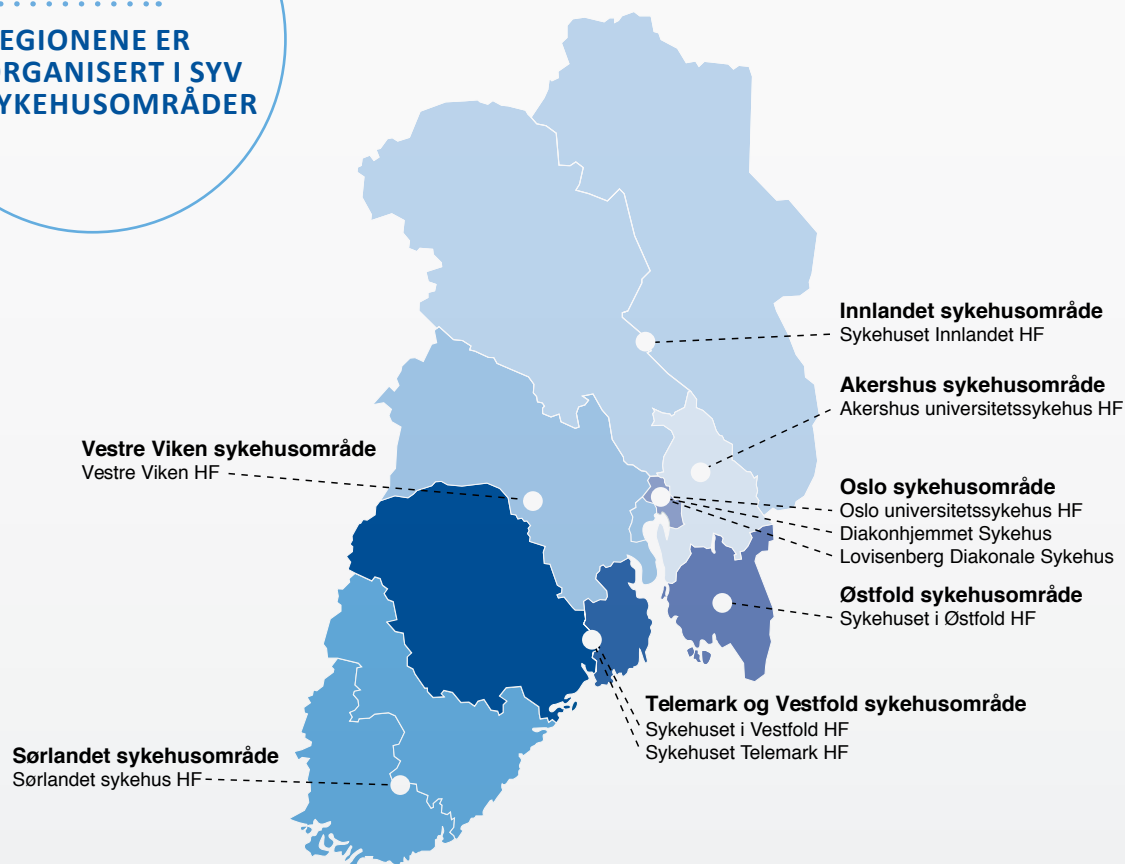 EGIONENE ER
RGANISERT I SYV
YKEHUSOMRÅDER
Innlandet sykehusområde
Sykehuset Innlandet HF
Akershus sykehusområde
Akershus universitetssykehus HF
Vestre Viken sykehusområde
Vestre Viken HF
Oslo sykehusområde
Oslo universitetssykehus HF
Diakonhjemmet Sykehus
Lovisenberg Diakonale Sykehus
Østfold sykehusområde
Sykehuset i Østfold HF
Telemark og Vestfold sykehusområde
Sykehuset i Vestfold HF
Sykehuset Telemark HF
Sørlandet sykehusområde
Sørlandet sykehus HF